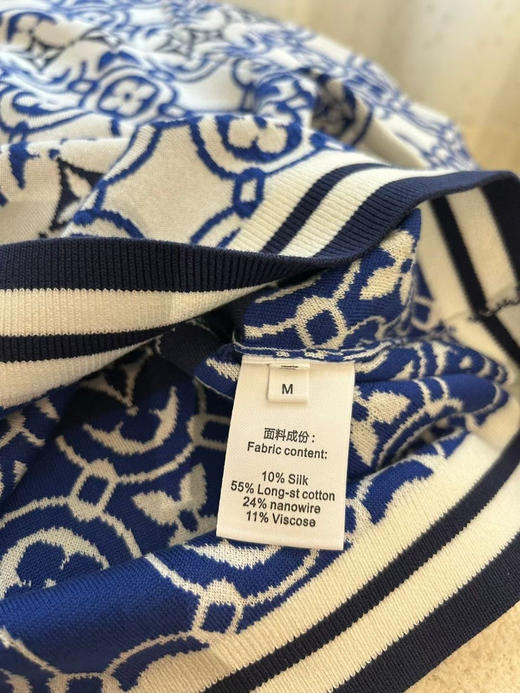 M
面料成份：
Fabric content:
10% Silk
55% Long-st cotton
24% nanowire
11% Viscose